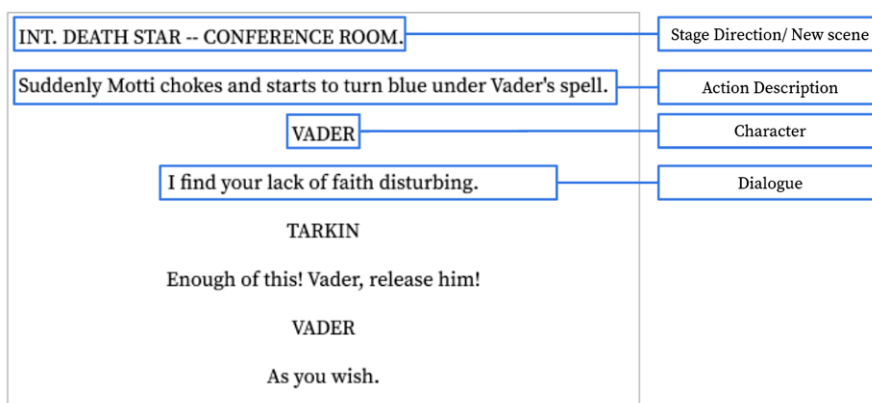 INT. DEATH STAR -- CONFERENCE ROOM.
Stage Direction/ New scene
Suddenly Motti chokes and starts to turn blue under Vader's spell.
Action Description
VADER
Character
I find your lack of faith disturbing.
Dialogue
TARKIN
Enough of this! Vader, release him!
VADER
As you wish.